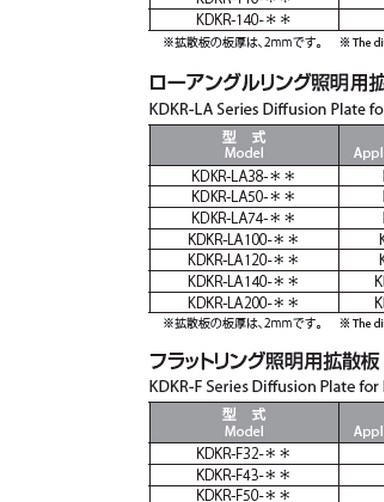 KDKR-140-＊＊
※拡散板の板厚は、2mmです。 ※ The di
ローアングルリング照明用拡
KDKR-LA Series Diffusion Plate fo
型 式
Model
Appl
KDKR-LA38-＊＊
KDKR-LA50-＊＊
KDKR-LA74-＊＊
KDKR-LA100-＊＊
KDKR-LA120-＊＊
KDKR-LA140-＊＊
KDKR-LA200-＊＊
※拡散板の板厚は、2mmです。 ※ The di
フラットリング照明用拡散板
KDKR-F Series Diffusion Plate for
型 式
Model
Appl
KDKR-F32-＊＊
KDKR-F43-＊＊
KDKR-F50-＊＊